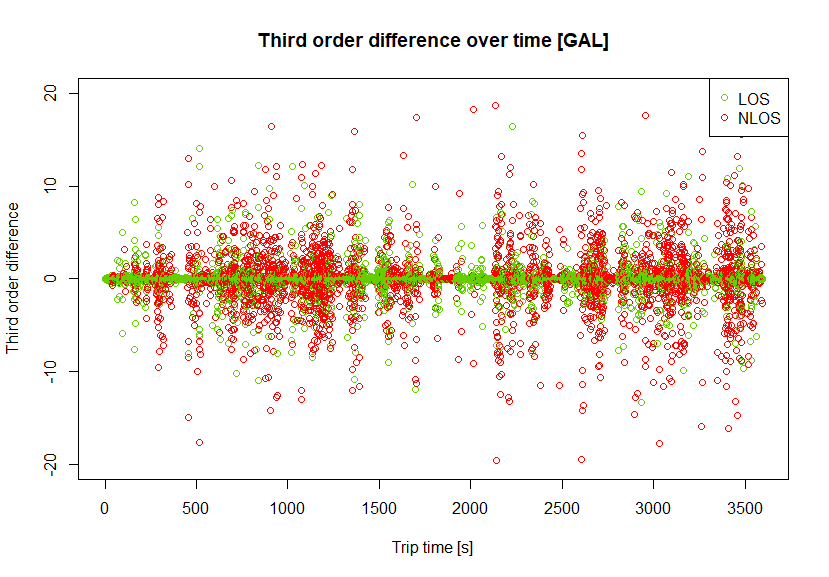 Third order difference over time [GAL]
LOS
NLOS
20
10
0
-10
-20
Third order difference
0 500 1000 1500 2000 2500 3000 3500
Trip time [s]